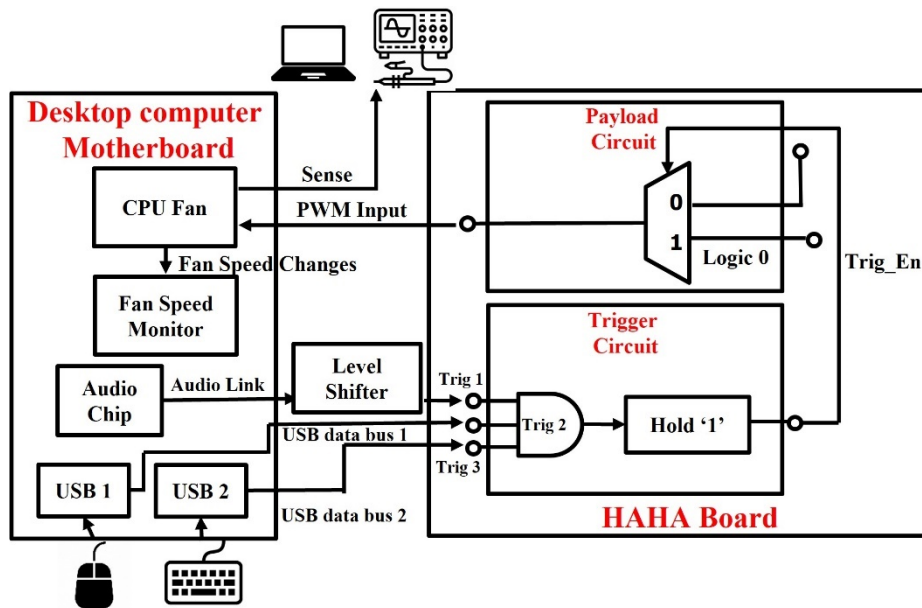 Desktop computer
Motherboard
CPU Fan
Sense
PWM Input
Fan Speed Changes
Fan Speed
Monitor
Audio
Chip
Audio Link
Level
Shifter
USB 1
USB 2
USB data bus 1
USB data bus 2
Payload
Circuit
0
1
Logic 0
Trig_En
Trigger
Circuit
Trig 1
Trig 2
Trig 3
Hold ‘1’
HAHA Board